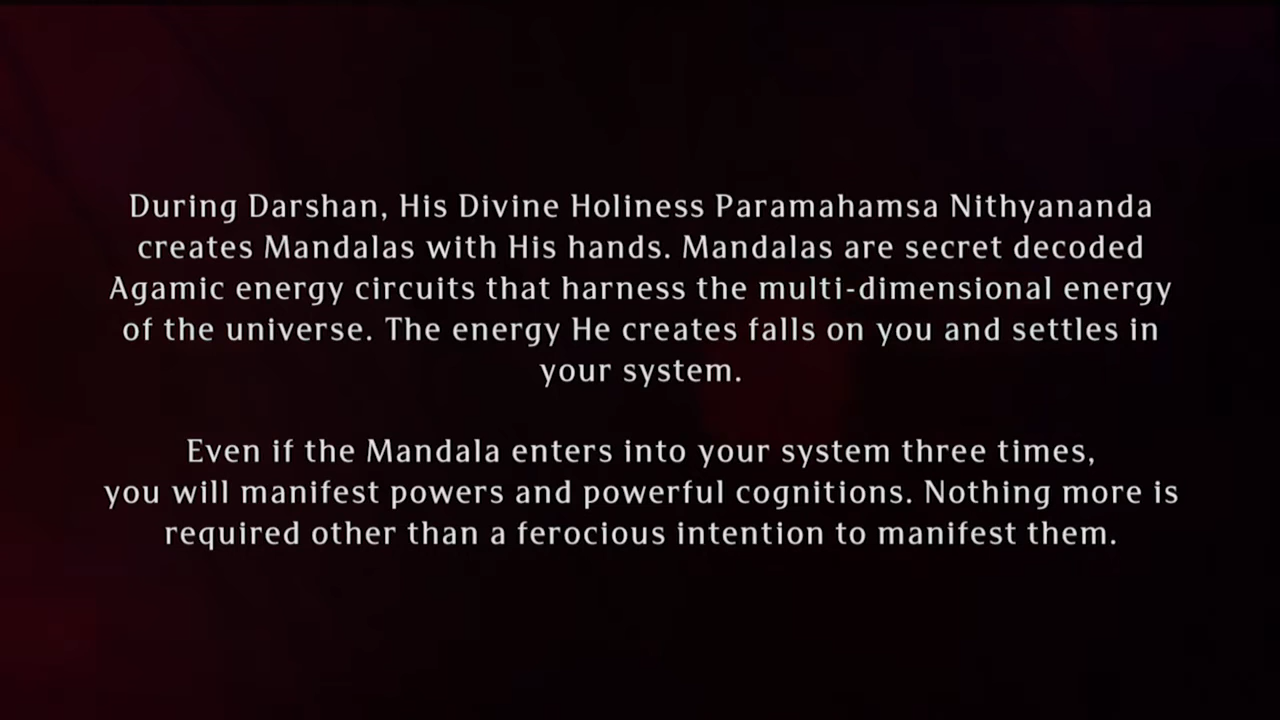 During Darshan, His Divine Holiness Paramahamsa Nithyananda
creates Mandalas with His hands. Mandalas are secret decoded
Agamic energy circuits that harness the multi-dimensional energy
of the universe. The energy He creates falls on you and settles in
your system.
Even if the Mandala enters into your system three times,
you will manifest powers and powerful cognitions. Nothing more is
required other than a ferocious intention to manifest them.